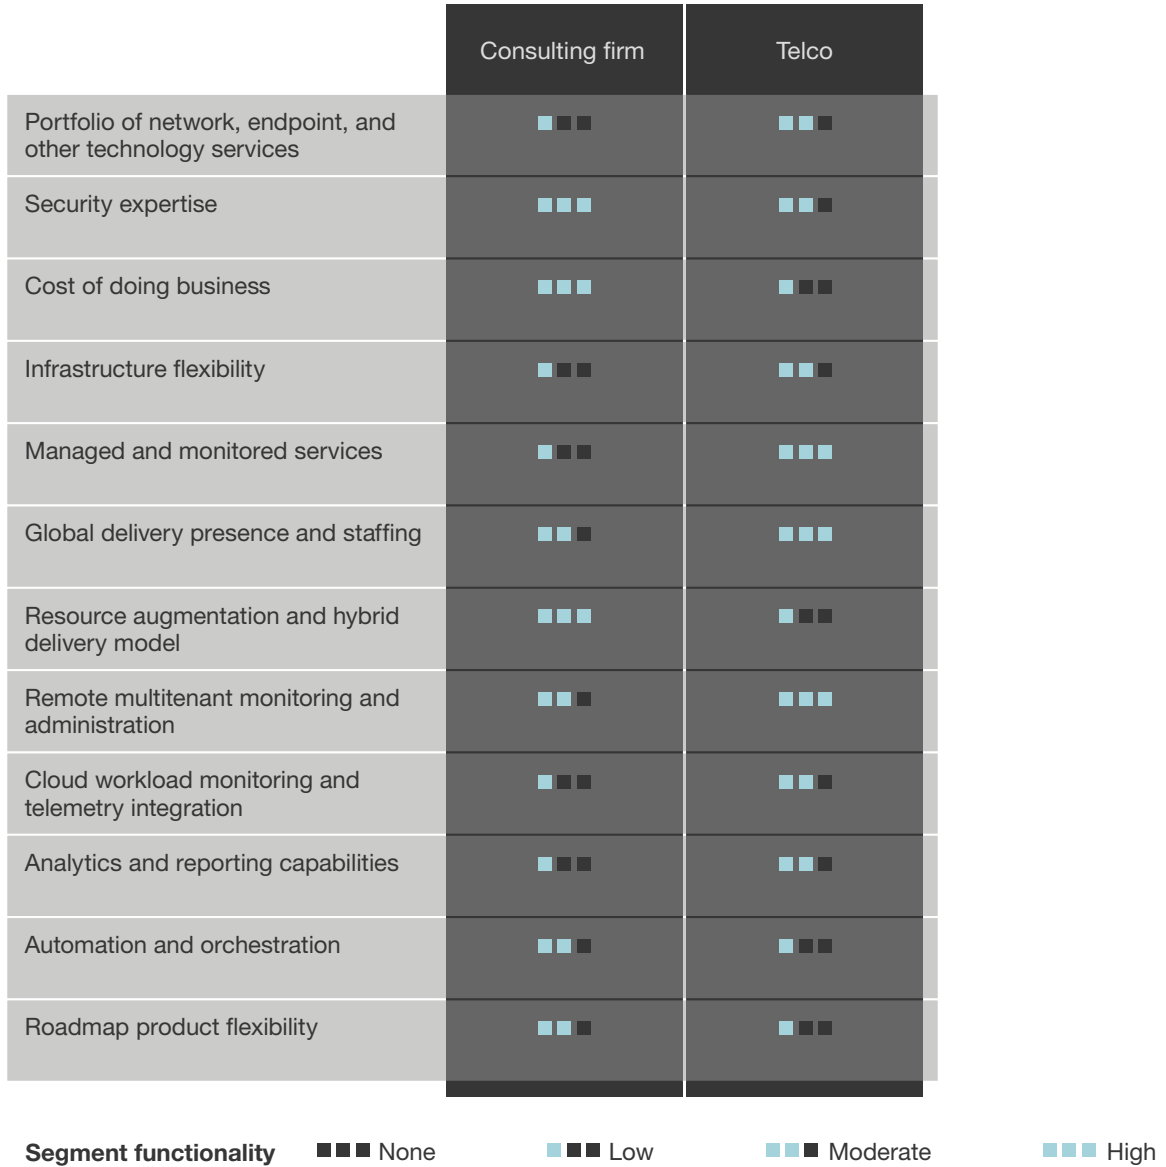 Consulting firm
Telco
Portfolio of network, endpoint, and
other technology services
Security expertise
Cost of doing business
Infrastructure flexibility
Managed and monitored services
Global delivery presence and staffing
Resource augmentation and hybrid
delivery model
Remote multitenant monitoring and
administration
Cloud workload monitoring and
telemetry integration
Analytics and reporting capabilities
Automation and orchestration
Roadmap product flexibility
Segment functionality None Low Moderate High